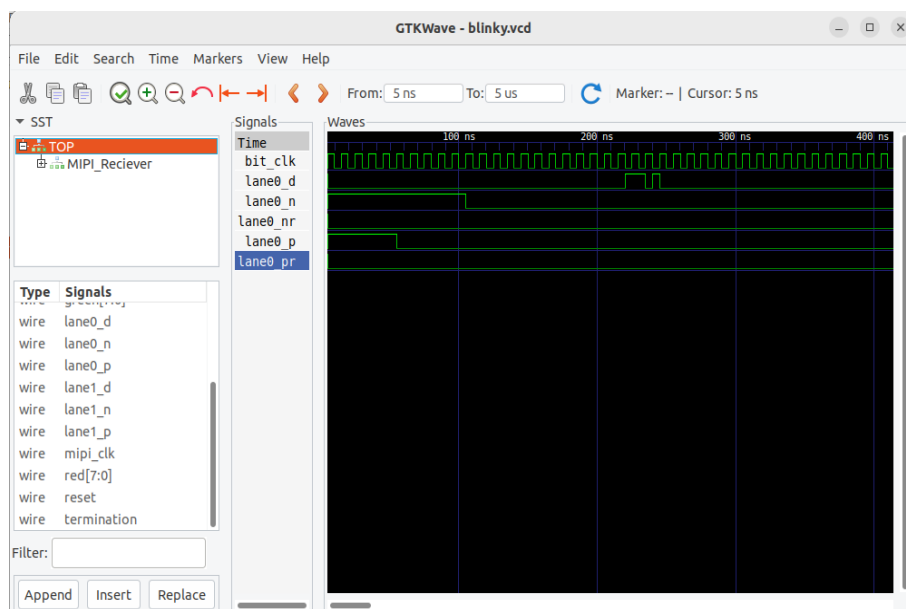 GTKWave - blinky.vcd
File Edit Search Time Markers View Help
From: 5 ns To: 5 us Marker: -- | Cursor: 5 ns
SST
TOP
MIPI_Reciever
Type Signals
wire
wire lane0_d
wire lane0_n
wire lane0_p
wire lane1_d
wire lane1_n
wire lane1_p
wire mipi_clk
wire red[7:0]
wire reset
wire termination
Filter:
Append Insert Replace
Signals
Time
bit_clk
lane0_d
lane0_n
lane0_nr
lane0_p
lane0_pr
Waves
100 ns 200 ns 300 ns 400 ns